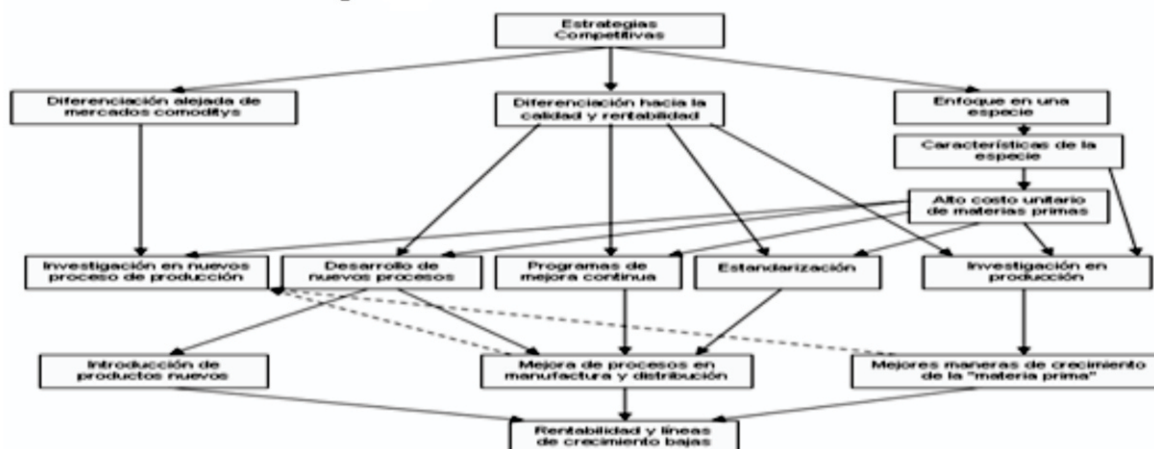 Estrategias
Competitivas
Diferenciación alejada de
mercados comoditys
Diferenciación hacia la
calidad y rentabilidad
Enfoque en una
especie
Características de la
especie
Alto costo unitario
de materias primas
Investigación en nuevos
proceso de producción
Desarrollo de
nuevos procesos
Programas de
mejora continua
Estandarización
Investigación en
producción
Introducción de
productos nuevos
Mejora de procesos en
manufactura y distribución
Mejores maneras de crecimiento
de la "materia prima"
Rentabilidad y líneas
de crecimiento bajas